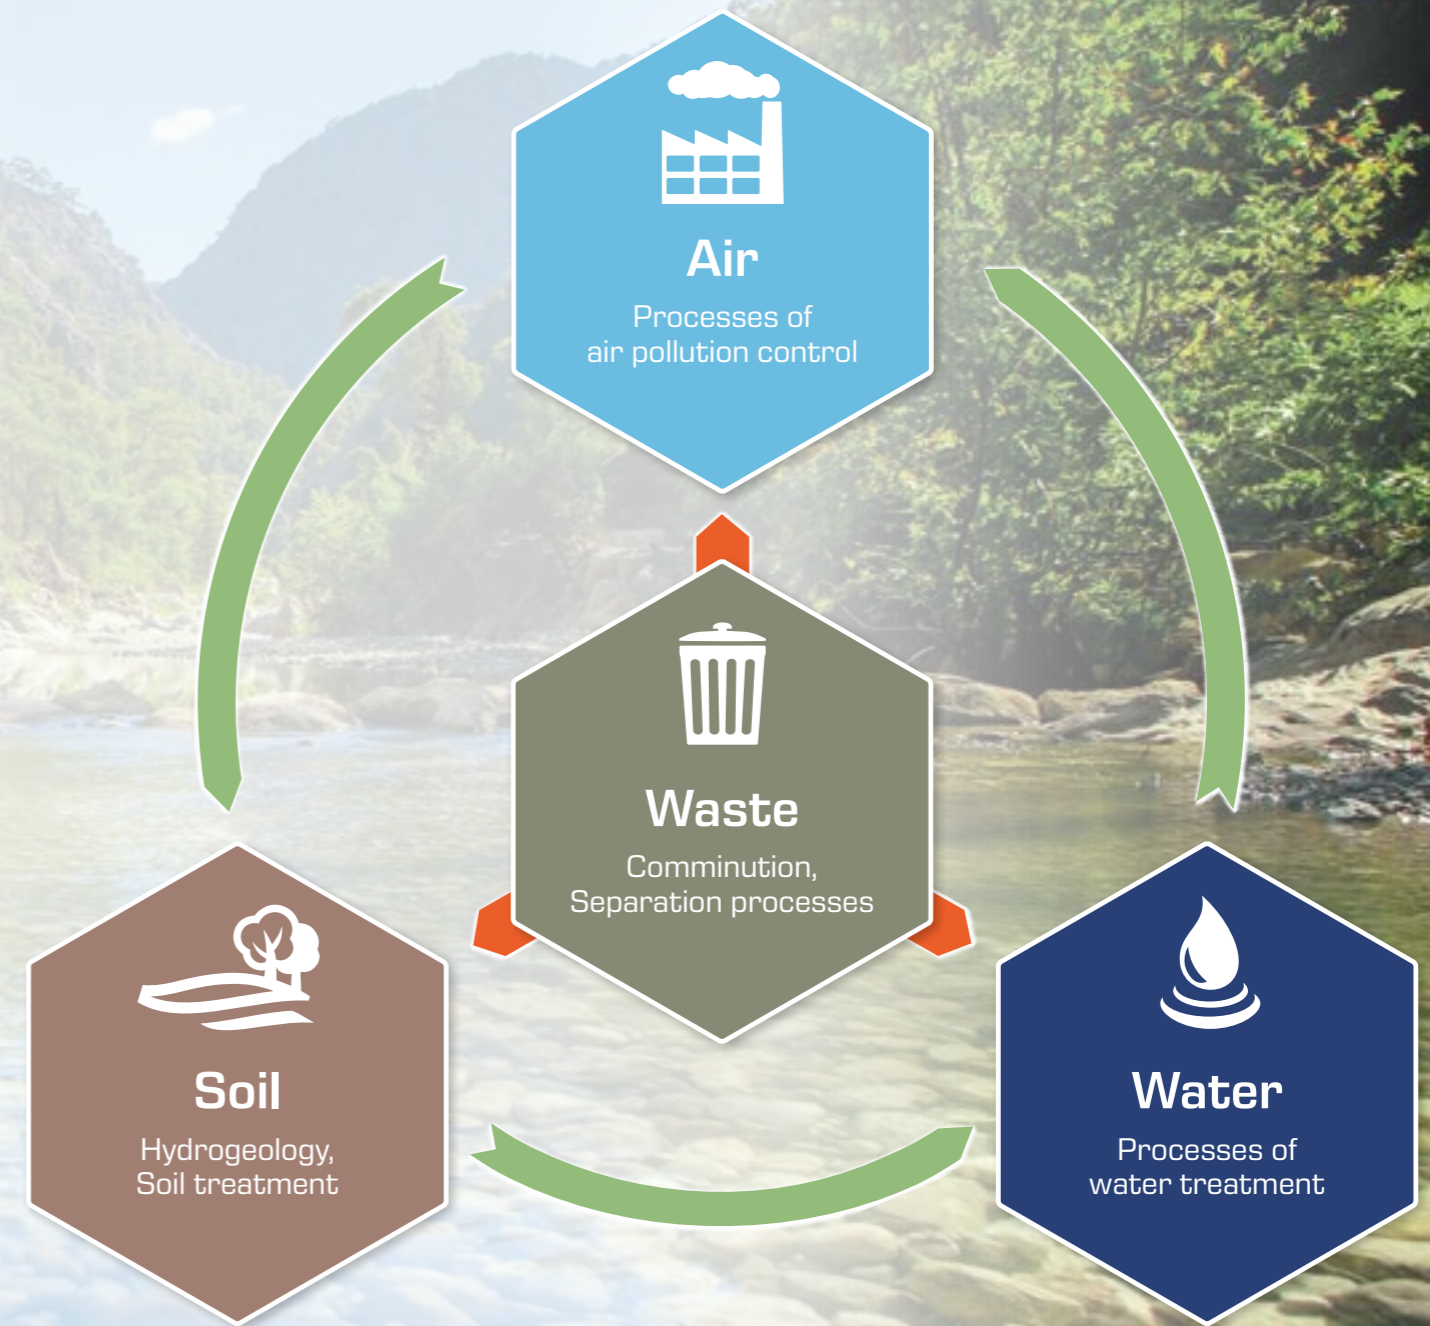 Air
Processes of
air pollution control
Waste
Comminution,
Separation processes
Soil
Hydrogeology,
Soil treatment
Water
Processes of
water treatment